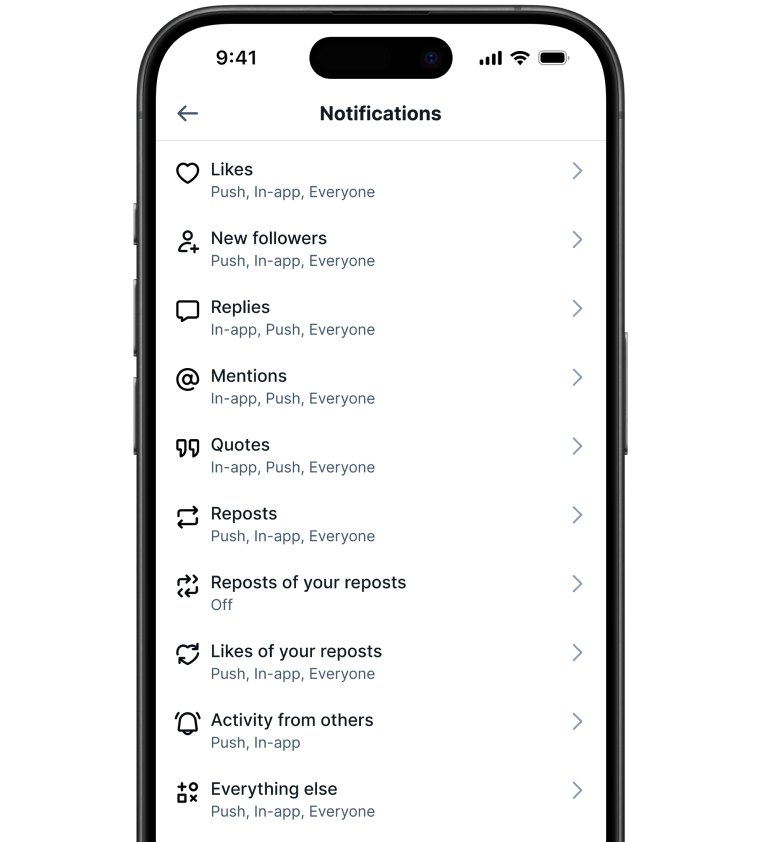 9:41
Notifications
Likes
Push, In-app, Everyone
New followers
Push, In-app, Everyone
Replies
In-app, Push, Everyone
Mentions
In-app, Push, Everyone
Quotes
In-app, Push, Everyone
Reposts
Push, In-app, Everyone
Reposts of your reposts
Off
Likes of your reposts
Push, In-app, Everyone
Activity from others
Push, In-app
Everything else
Push, In-app, Everyone